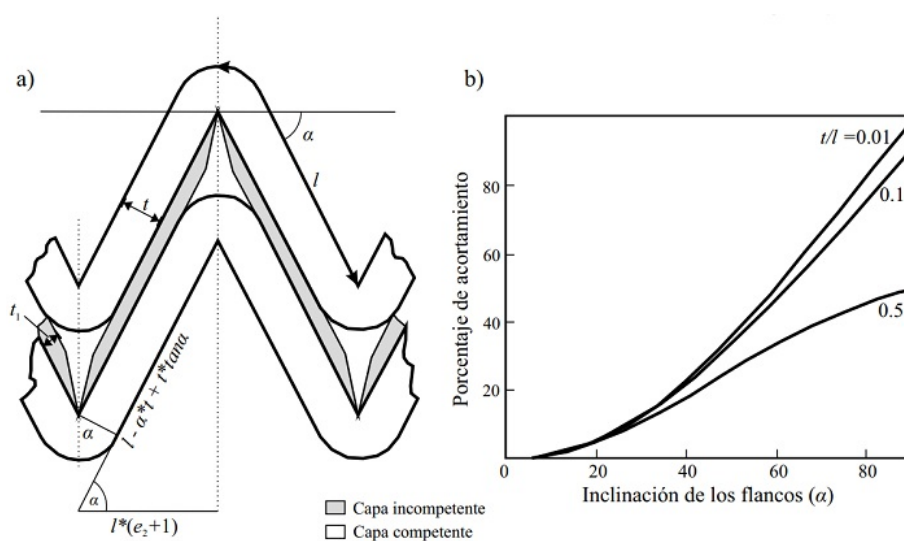 a)
α
l
t
t₁
α
l - α*t + t*tanα
α
l*(e₂+1)
Capa incompetente
Capa competente
b)
Porcentaje de acortamiento
80
60
40
20
0
20
40
60
80
t/l =0.01
0.1
0.5
Inclinación de los flancos (α)